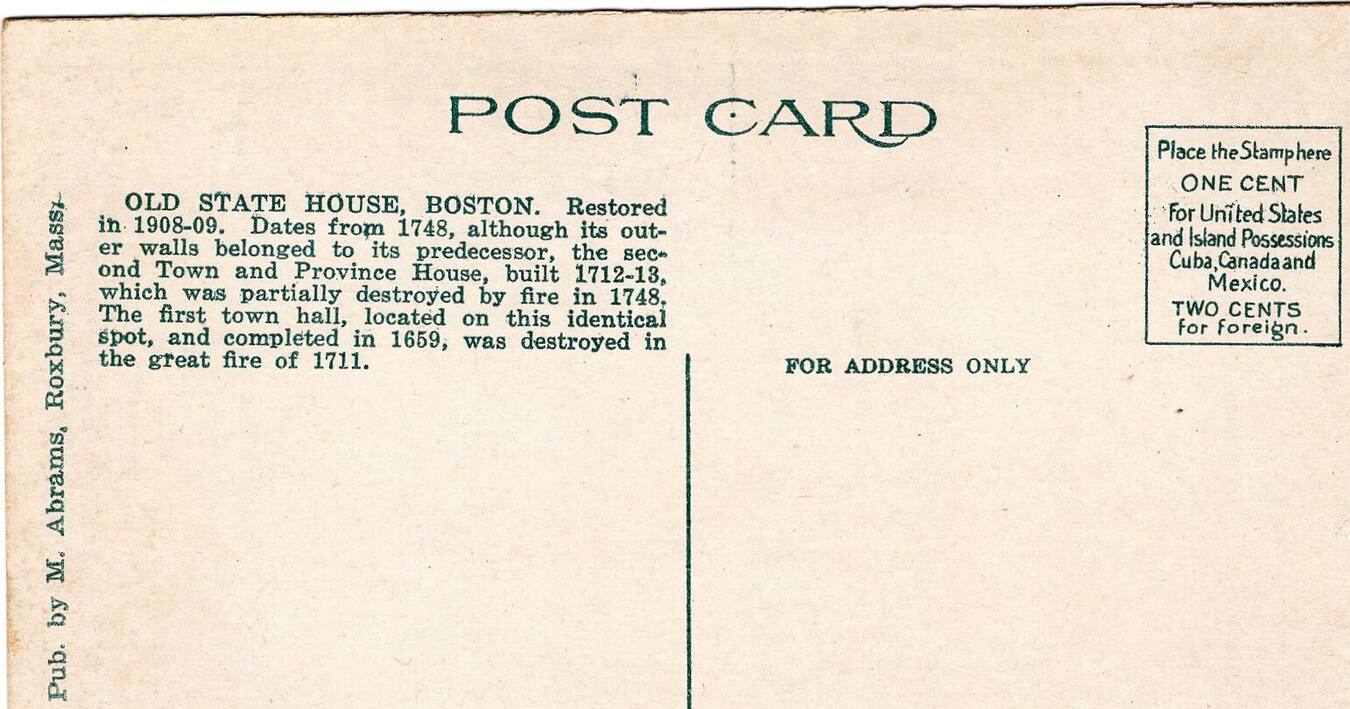 POST CARD
OLD STATE HOUSE, BOSTON. Restored
in 1908-09. Dates from 1748, although its out-
er walls belonged to its predecessor, the sec-
ond Town and Province House, built 1712-13,
which was partially destroyed by fire in 1748.
The first town hall, located on this identical
spot, and completed in 1659, was destroyed in
the great fire of 1711.
Pub. by M. Abrams, Roxbury, Mass.
Place the Stamp here
ONE CENT
For United States
and Island Possessions
Cuba, Canada and
Mexico.
TWO CENTS
for foreign.
FOR ADDRESS ONLY